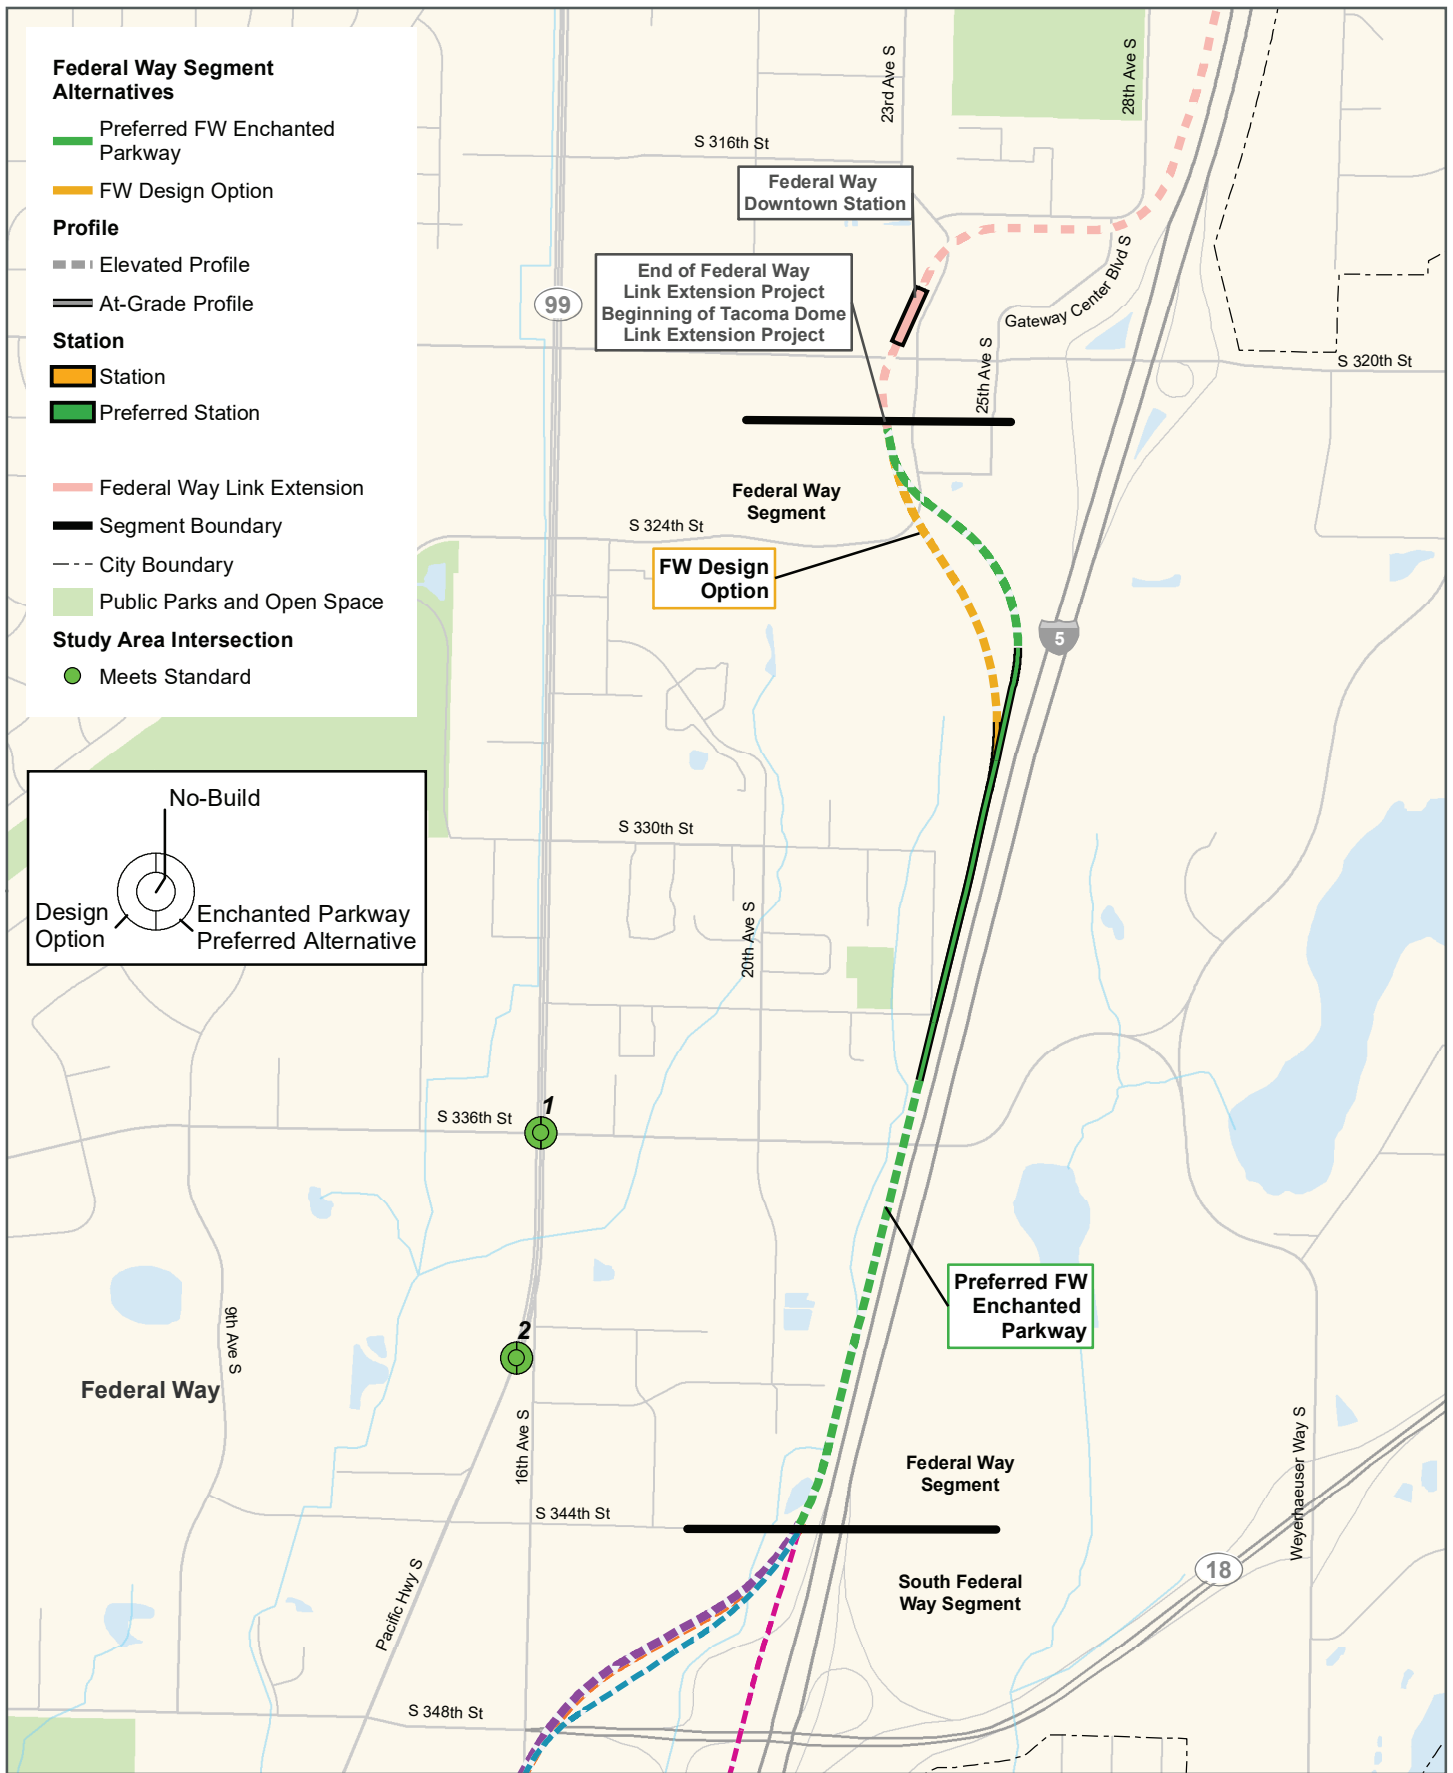 Federal Way Segment
Alternatives
Preferred FW Enchanted
Parkway
FW Design Option
Profile
Elevated Profile
At-Grade Profile
Station
Station
Preferred Station
Federal Way Link Extension
Segment Boundary
City Boundary
Public Parks and Open Space
Study Area Intersection
Meets Standard
No-Build
Design
Option
Enchanted Parkway
Preferred Alternative
23rd Ave S
28th Ave S
S 316th St
Federal Way
Downtown Station
Gateway Center Blvd S
End of Federal Way
Link Extension Project
Beginning of Tacoma Dome
Link Extension Project
99
25th Ave S
S 320th St
Federal Way
Segment
S 324th St
FW Design
Option
5
S 330th St
20th Ave S
S 336th St
1
Preferred FW
Enchanted
Parkway
9th Ave S
2
Federal Way
16th Ave S
Weyerhaeuser Way S
Federal Way
Segment
S 344th St
18
South Federal
Way Segment
Pacific Hwy S
S 348th St